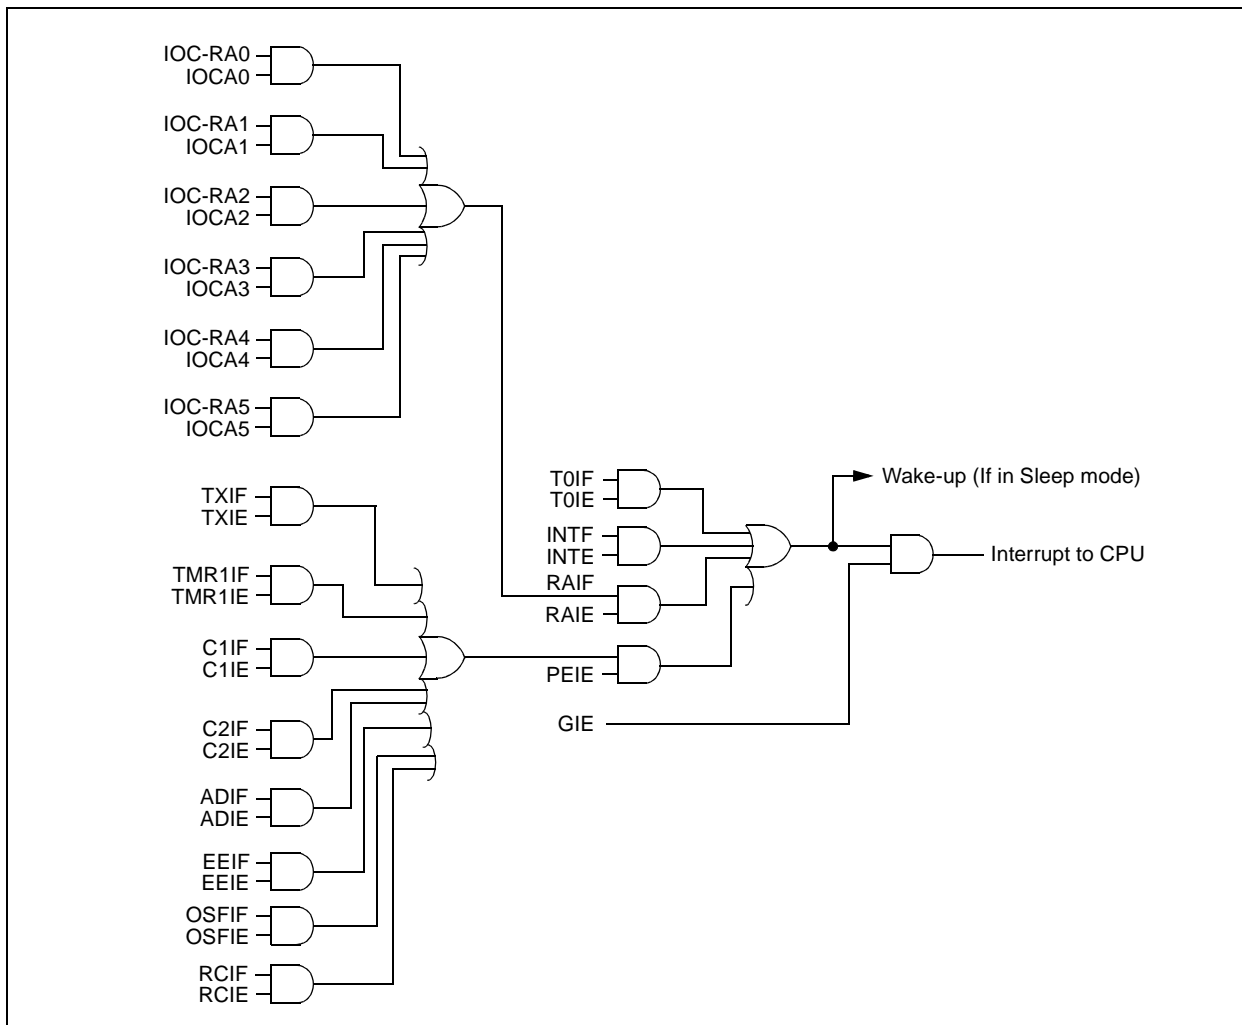 IOC-RA0
IOCA0
IOC-RA1
IOCA1
IOC-RA2
IOCA2
IOC-RA3
IOCA3
IOC-RA4
IOCA4
IOC-RA5
IOCA5
TXIF
TXIE
TMR1IF
TMR1IE
C1IF
C1IE
C2IF
C2IE
ADIF
ADIE
EEIF
EEIE
OSFIF
OSFIE
RCIF
RCIE
T0IF
T0IE
INTF
INTE
RAIF
RAIE
PEIE
GIE
Wake-up (If in Sleep mode)
Interrupt to CPU